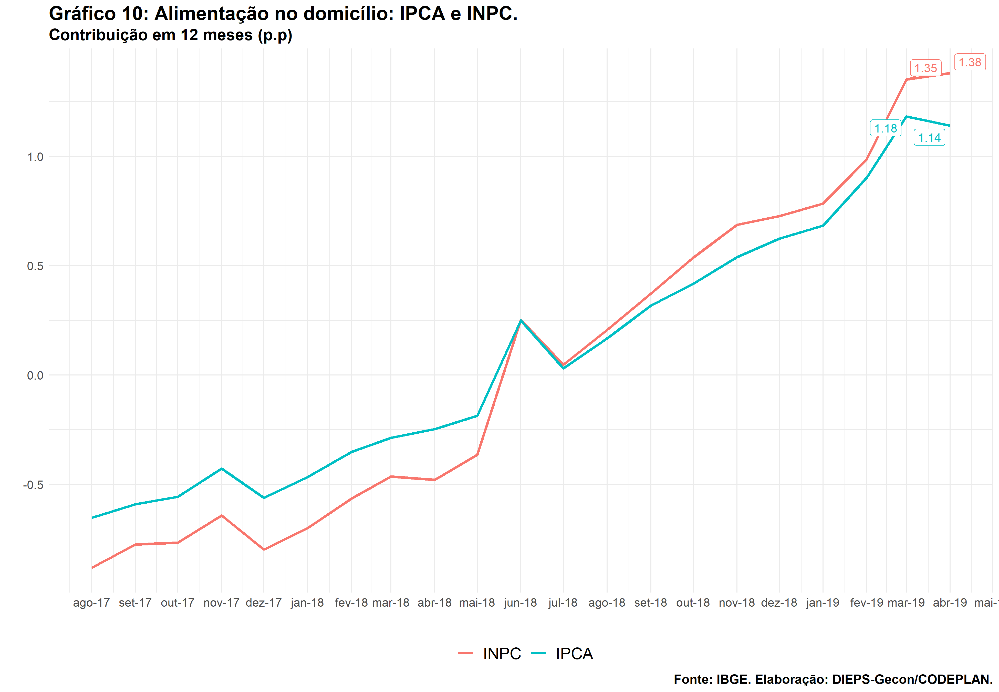 Gráfico 10: Alimentação no domicílio: IPCA e INPC.
Contribuição em 12 meses (p.p)
1.38
1.35
1.18
1.14
1.0
0.5
0.0
-0.5
ago-17 set-17 out-17 nov-17 dez-17 jan-18 fev-18 mar-18 abr-18 mai-18 jun-18 jul-18 ago-18 set-18 out-18 nov-18 dez-18 jan-19 fev-19 mar-19 abr-19
INPC IPCA
Fonte: IBGE. Elaboração: DIEPS-Gecon/CODEPLAN.